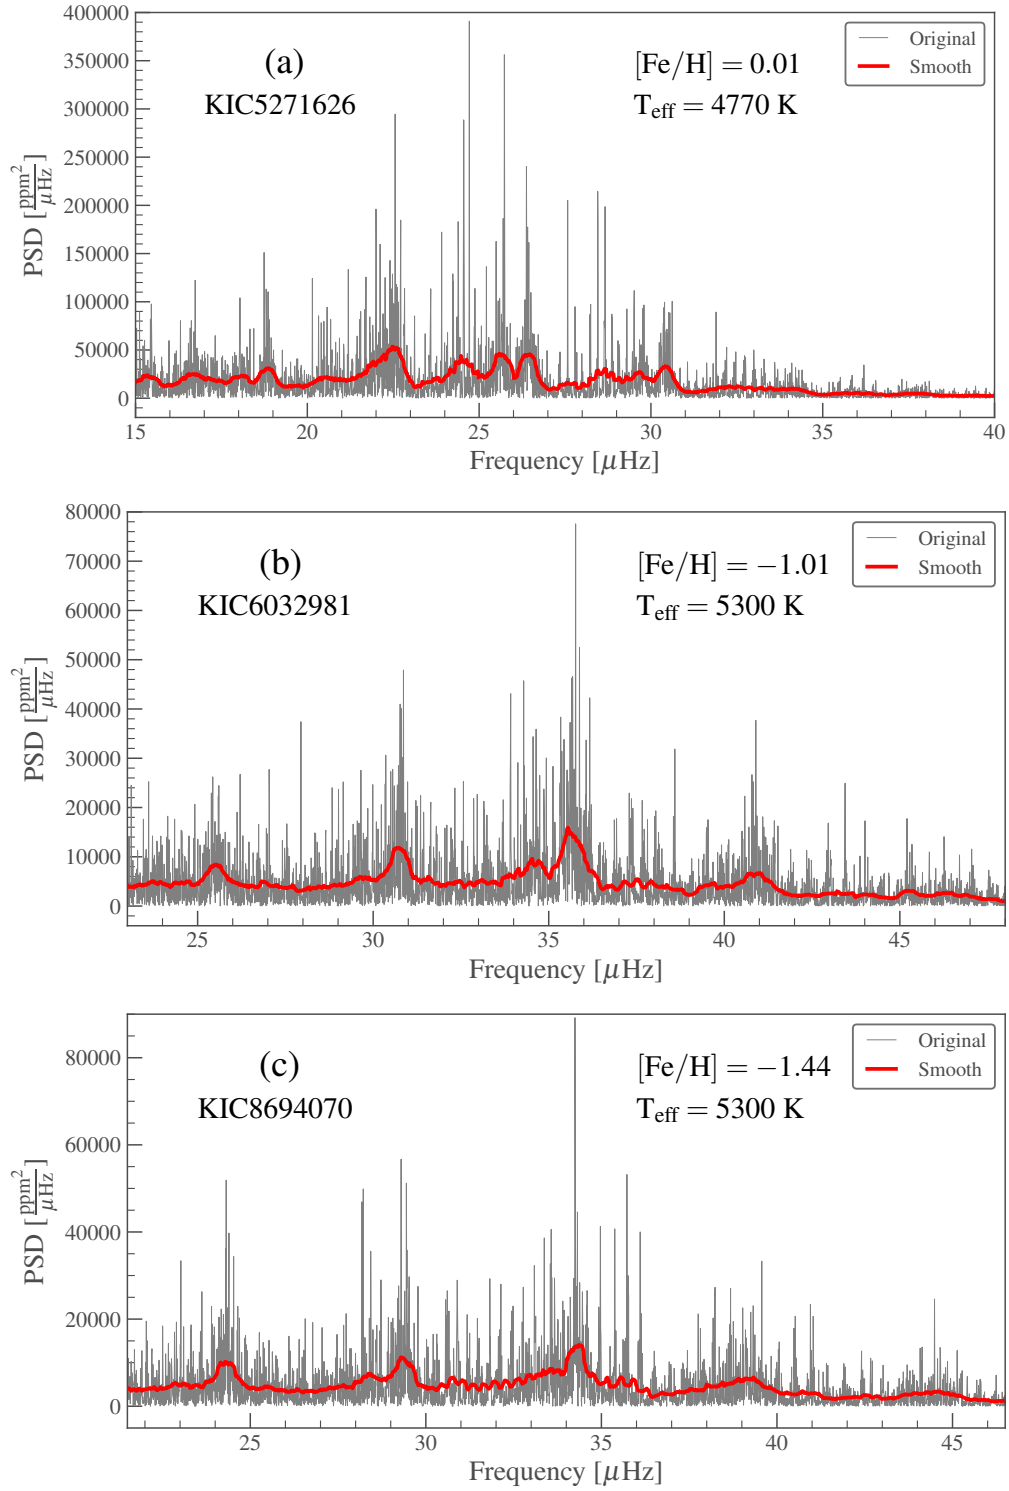 400000
350000
300000
250000
200000
150000
100000
50000
0
PSD [ppm²/μHz]
(a)
KIC5271626
[Fe/H] = 0.01
T_eff = 4770 K
Original
Smooth
15 20 25 30 35 40
Frequency [μHz]
80000
70000
60000
50000
40000
30000
20000
10000
0
PSD [ppm²/μHz]
(b)
KIC6032981
[Fe/H] = −1.01
T_eff = 5300 K
Original
Smooth
25 30 35 40 45
Frequency [μHz]
80000
60000
40000
20000
0
PSD [ppm²/μHz]
(c)
KIC8694070
[Fe/H] = −1.44
T_eff = 5300 K
Original
Smooth
25 30 35 40 45
Frequency [μHz]